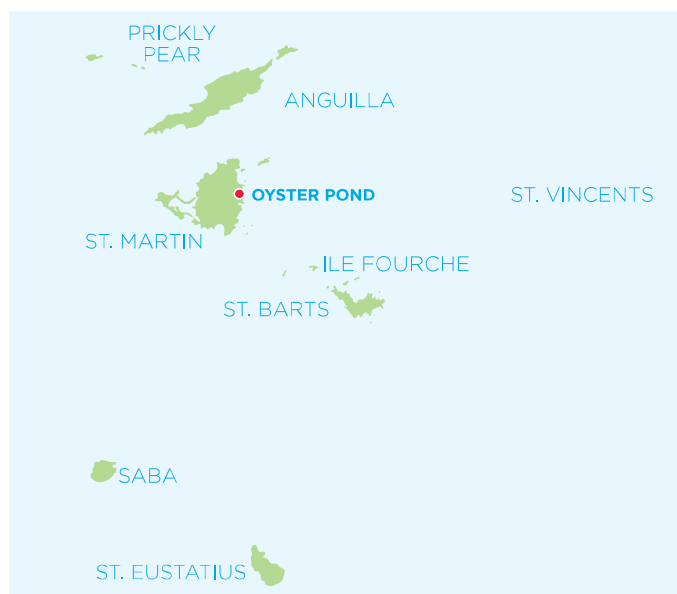 PRICKLY
PEAR
ANGUILLA
OYSTER POND
ST. VINCENTS
ST. MARTIN
ILE FOURCHE
ST. BARTS
SABA
ST. EUSTATIUS